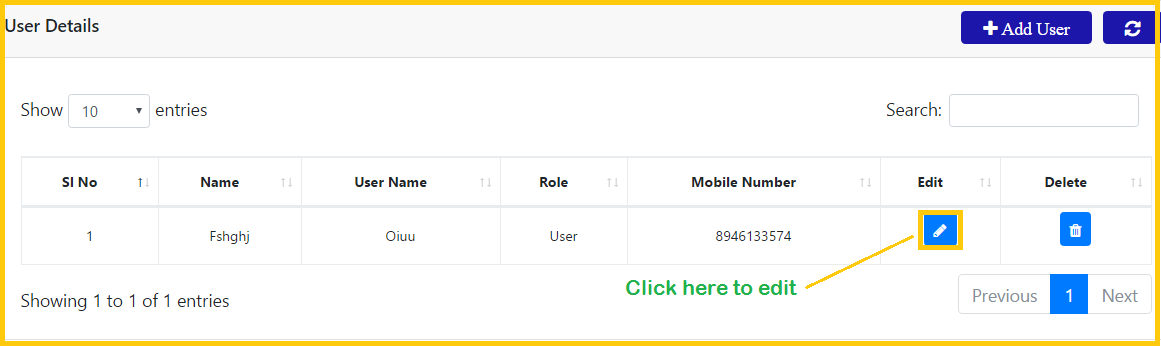 User Details
Add User
Show 10 entries
Search:
Sl No Name User Name Role Mobile Number Edit Delete
1 Fshghj Oiuu User 8946133574
Click here to edit
Showing 1 to 1 of 1 entries
Previous 1 Next